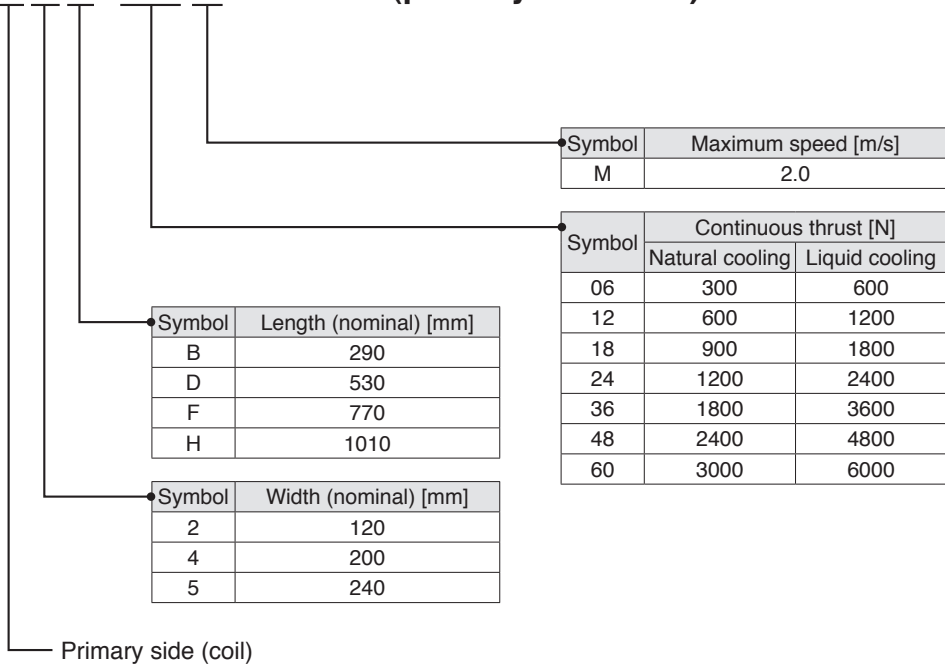 Symbol Maximum speed [m/s]
M 2.0
Symbol Continuous thrust [N]
Natural cooling Liquid cooling
06 300 600
12 600 1200
18 900 1800
24 1200 2400
36 1800 3600
48 2400 4800
60 3000 6000
Symbol Length (nominal) [mm]
B 290
D 530
F 770
H 1010
Symbol Width (nominal) [mm]
2 120
4 200
5 240
Primary side (coil)